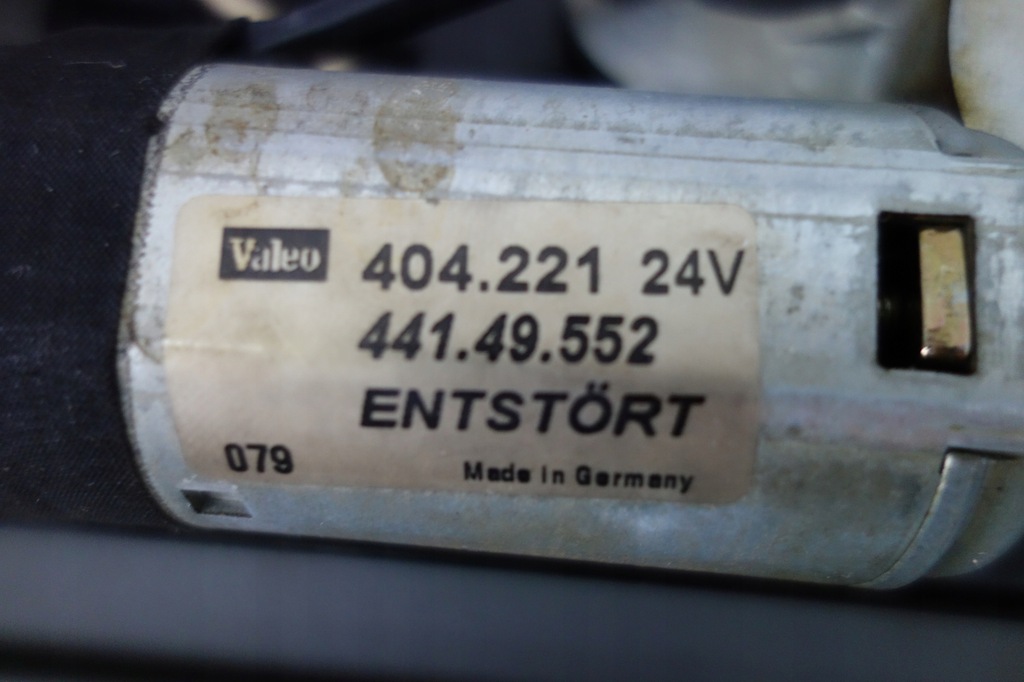 Valeo 404.221 24V
441.49.552
ENTSTÖRT
079 Made in Germany